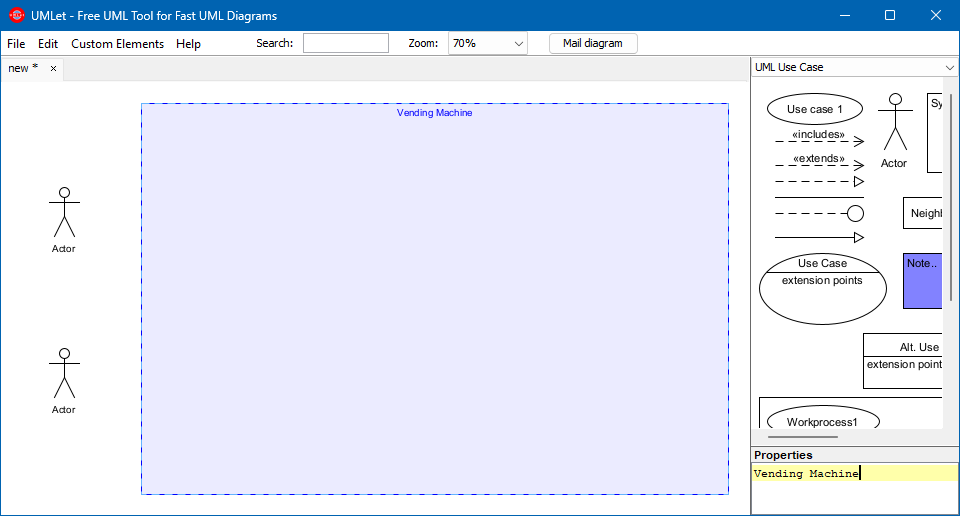 UMLet - Free UML Tool for Fast UML Diagrams
File Edit Custom Elements Help Search: Zoom: 70% Mail diagram
new *
UML Use Case
Vending Machine
Actor
Actor
Use case 1
«includes»
«extends»
Actor
Sy
Neighb
Use Case
extension points
Note..
Alt. Use
extension point
Workprocess1
Properties
Vending Machine